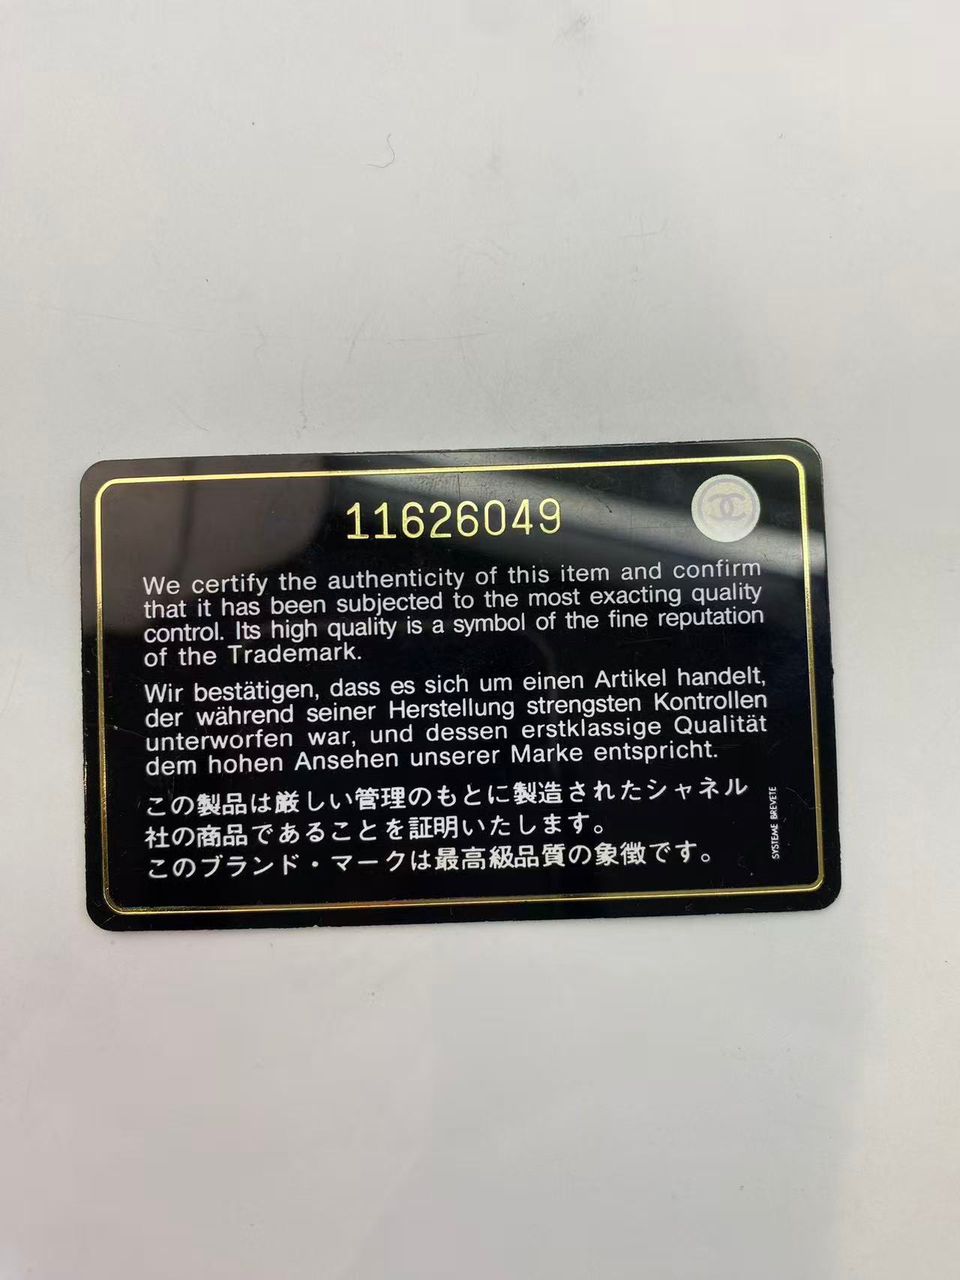 11626049
We certify the authenticity of this item and confirm
that it has been subjected to the most exacting quality
control. Its high quality is a symbol of the fine reputation
of the Trademark.
Wir bestätigen, dass es sich um einen Artikel handelt,
der während seiner Herstellung strengsten Kontrollen
unterworfen war, und dessen erstklassige Qualität
dem hohen Ansehen unserer Marke entspricht.
この製品は厳しい管理のもとに製造されたシャネル
社の商品であることを証明いたします。
このブランド・マークは最高級品質の象徴です。
SYSTEME BREVETE